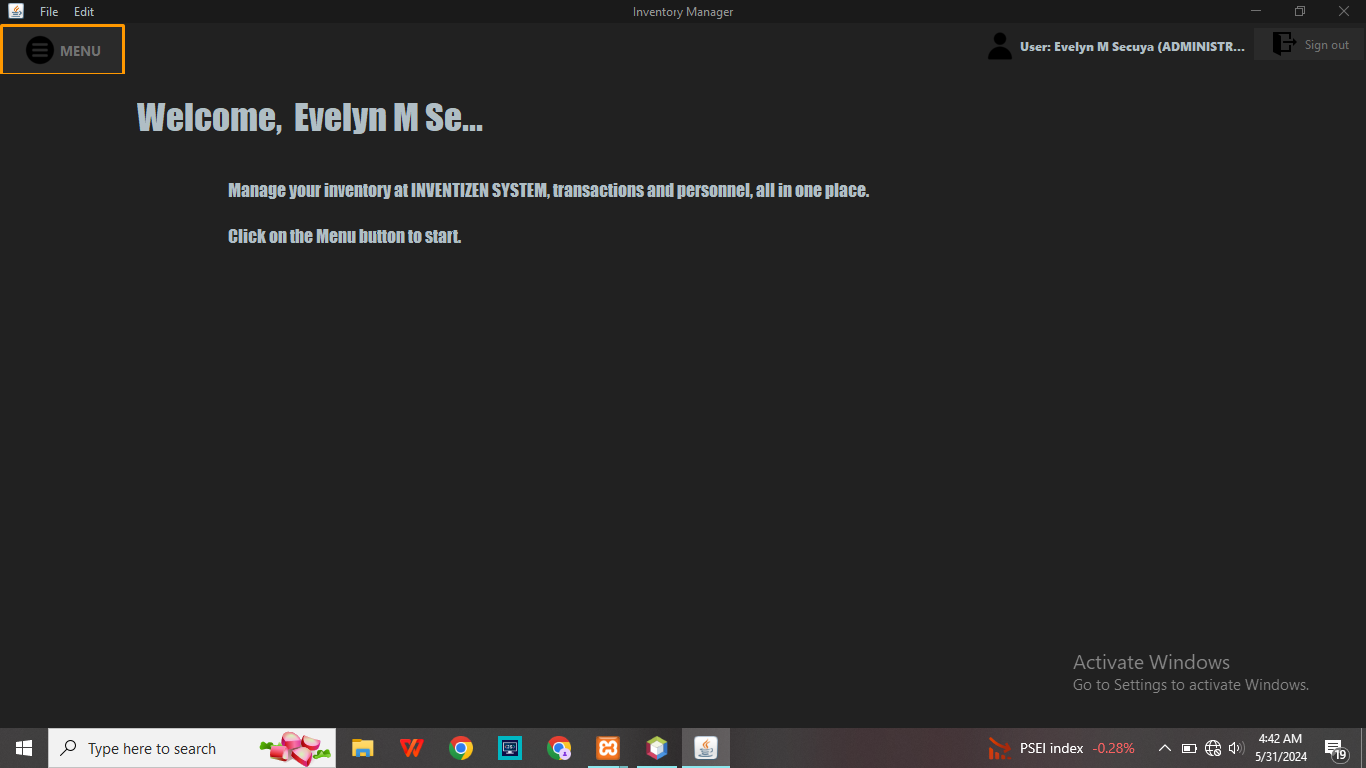 File Edit Inventory Manager
MENU
User: Evelyn M Secuya (ADMINISTR...
Sign out
Welcome, Evelyn M Se...
Manage your inventory at INVENTIZEN SYSTEM, transactions and personnel, all in one place.
Click on the Menu button to start.
Activate Windows
Go to Settings to activate Windows.
Type here to search
PSEI index -0.28%
4:42 AM
5/31/2024
19